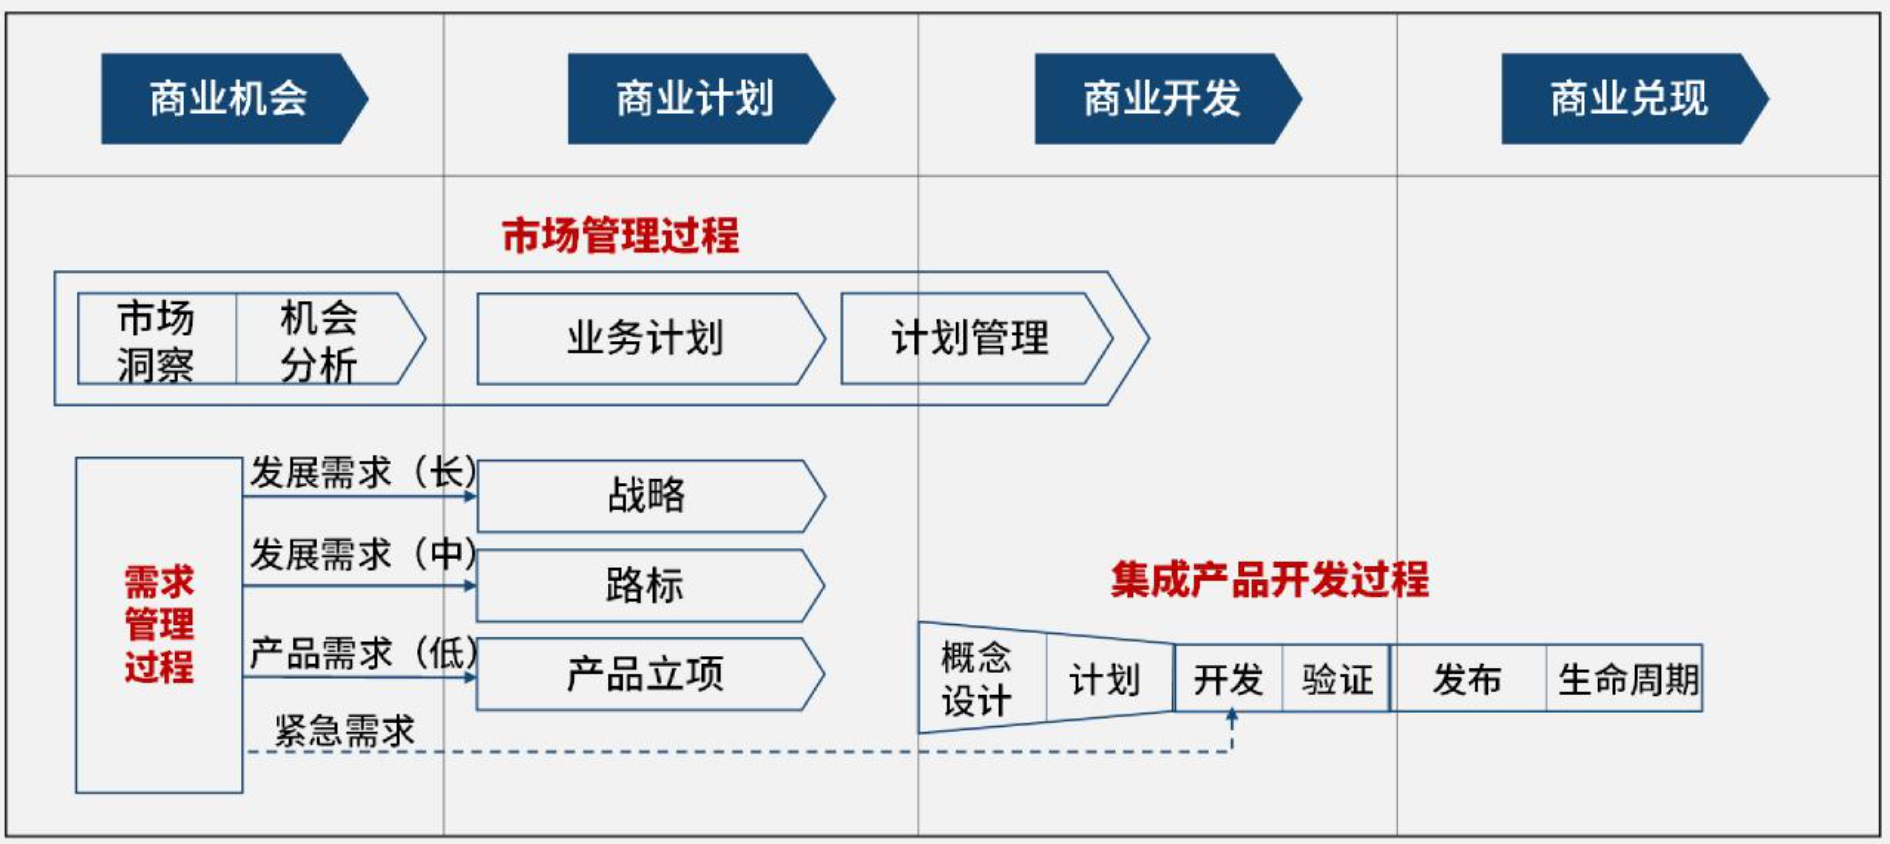 商业机会
商业计划
商业开发
商业兑现
市场管理过程
市场
洞察
机会
分析
业务计划
计划管理
需求
管理
过程
发展需求（长）
战略
发展需求（中）
路标
产品需求（低）
产品立项
紧急需求
集成产品开发过程
概念
设计
计划
开发
验证
发布
生命周期